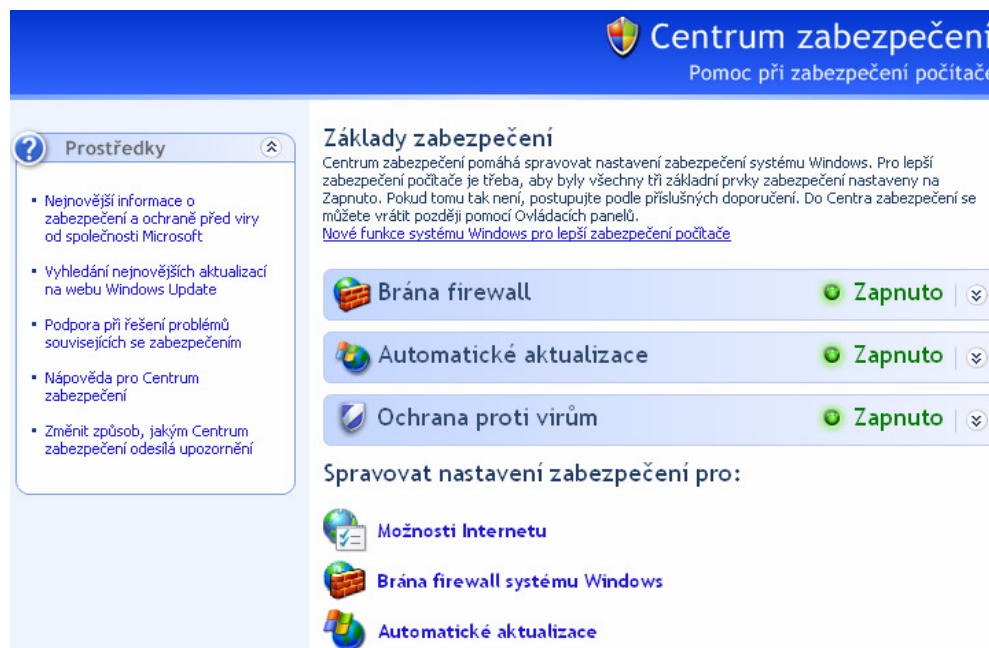 Centrum zabezpečení
Pomoc při zabezpečení počítače
Prostředky
Nejnovější informace o
zabezpečení a ochraně před viry
od společnosti Microsoft
Vyhledání nejnovějších aktualizací
na webu Windows Update
Podpora při řešení problémů
souvisejících se zabezpečením
Nápověda pro Centrum
zabezpečení
Změnit způsob, jakým Centrum
zabezpečení odesílá upozornění
Základy zabezpečení
Centrum zabezpečení pomáhá spravovat nastavení zabezpečení systému Windows. Pro lepší
zabezpečení počítače je třeba, aby byly všechny tři základní prvky zabezpečení nastaveny na
Zapnuto. Pokud tomu tak není, postupujte podle příslušných doporučení. Do Centra zabezpečení se
můžete vrátit později pomocí Ovládacích panelů.
Nové funkce systému Windows pro lepší zabezpečení počítače
Brána firewall Zapnuto
Automatické aktualizace Zapnuto
Ochrana proti virům Zapnuto
Spravovat nastavení zabezpečení pro:
Možnosti Internetu
Brána firewall systému Windows
Automatické aktualizace